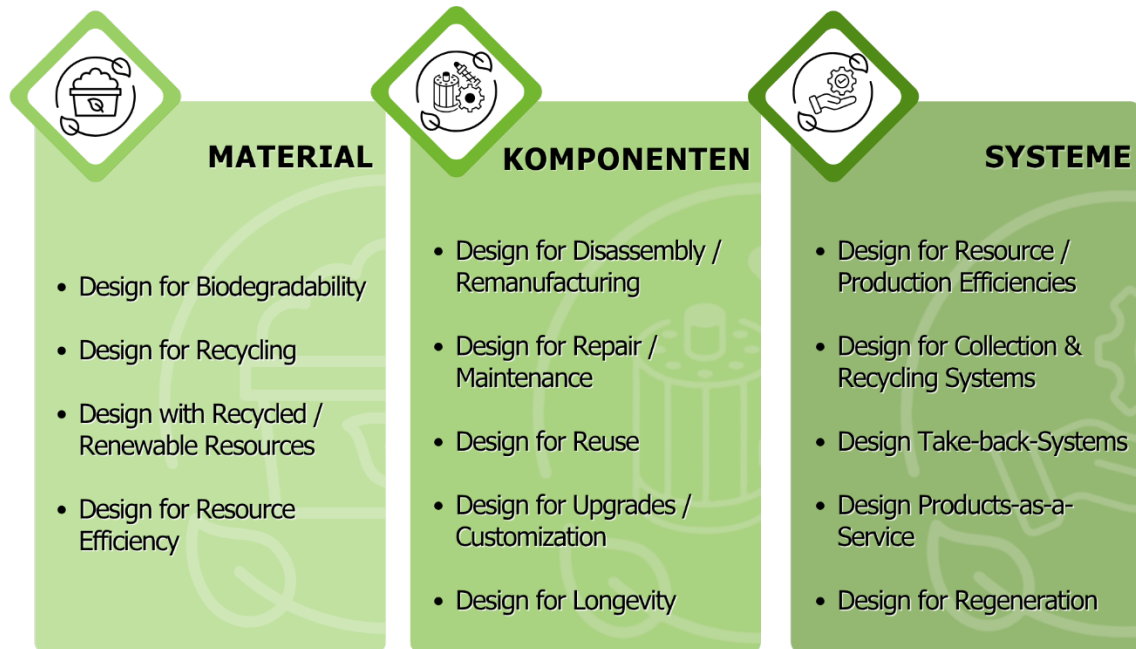 MATERIAL
• Design for Biodegradability
• Design for Recycling
• Design with Recycled /
Renewable Resources
• Design for Resource
Efficiency
KOMPONENTEN
• Design for Disassembly /
Remanufacturing
• Design for Repair /
Maintenance
• Design for Reuse
• Design for Upgrades /
Customization
• Design for Longevity
SYSTEME
• Design for Resource /
Production Efficiencies
• Design for Collection &
Recycling Systems
• Design Take-back-Systems
• Design Products-as-a-
Service
• Design for Regeneration